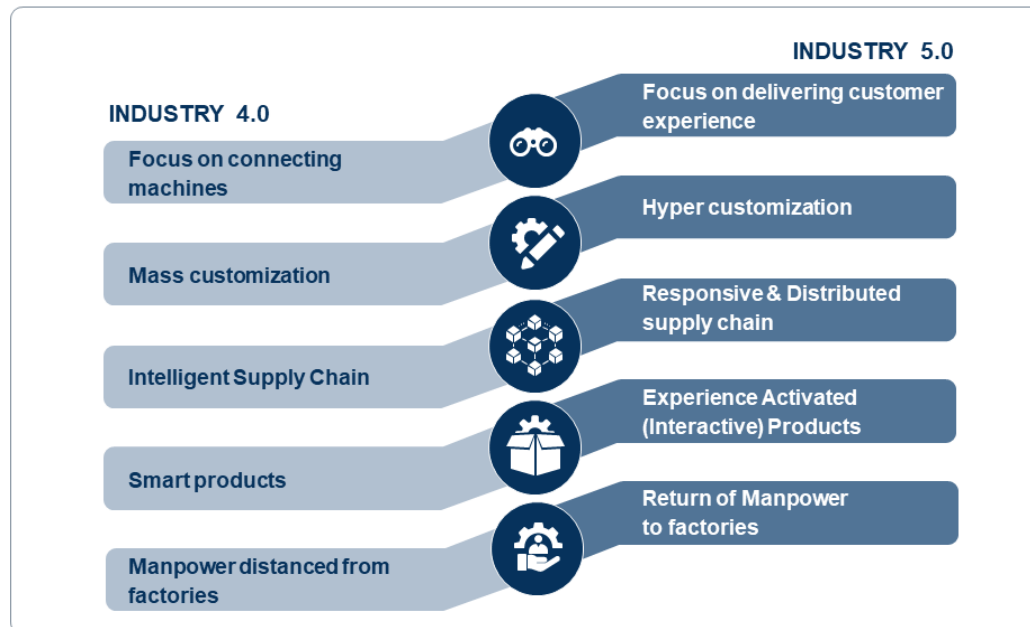 INDUSTRY 4.0
Focus on connecting
machines
Mass customization
Intelligent Supply Chain
Smart products
Manpower distanced from
factories
INDUSTRY 5.0
Focus on delivering customer
experience
Hyper customization
Responsive & Distributed
supply chain
Experience Activated
(Interactive) Products
Return of Manpower
to factories